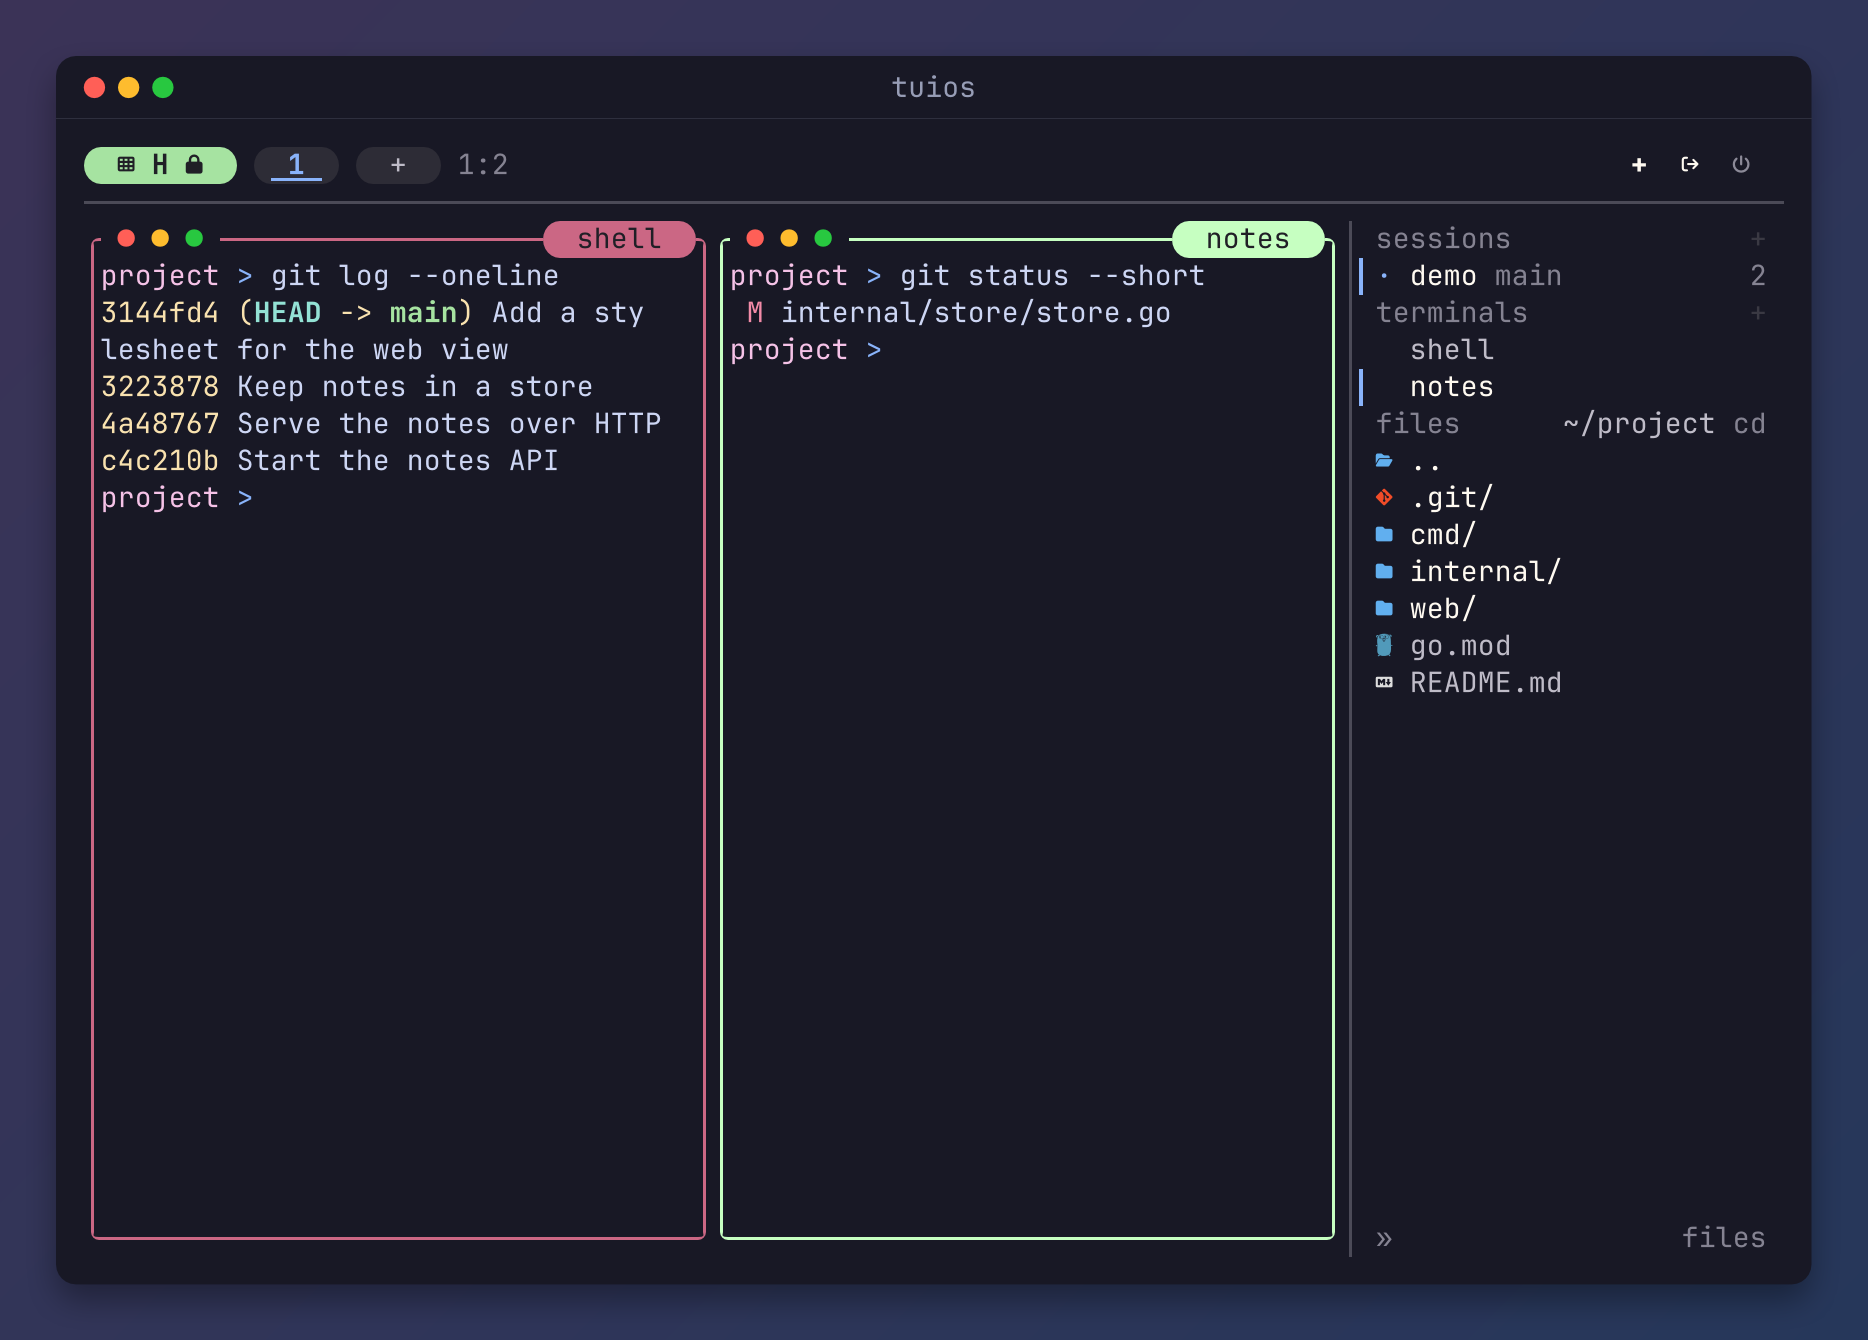 tuios
H 1 + 1:2
shell
project > git log --oneline
3144fd4 (HEAD -> main) Add a sty
lesheet for the web view
3223878 Keep notes in a store
4a48767 Serve the notes over HTTP
c4c210b Start the notes API
project >
notes
project > git status --short
M internal/store/store.go
project >
sessions +
· demo main 2
terminals +
shell
notes
files ~/project cd
..
.git/
cmd/
internal/
web/
go.mod
README.md
» files